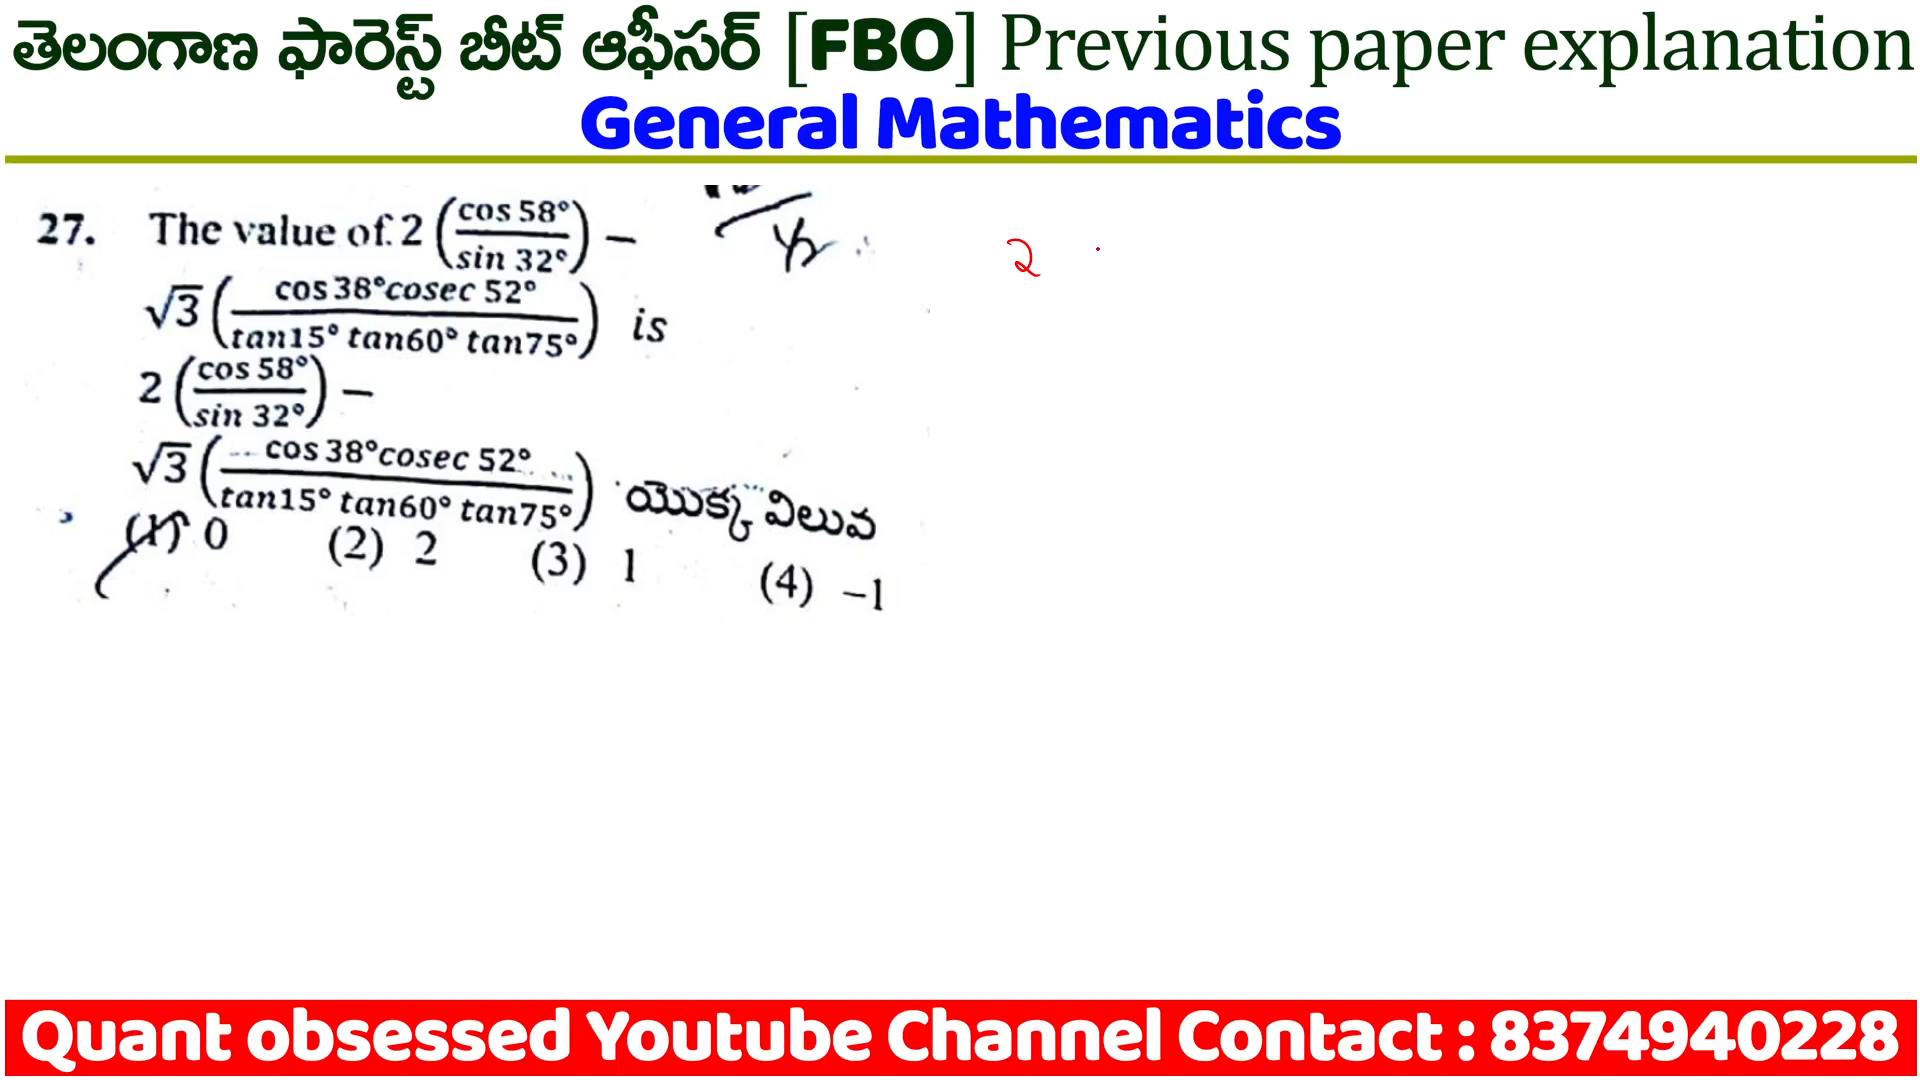 తెలంగాణ ఫారెస్ట్ బీట్ ఆఫీసర్ [FBO] Previous paper explanation
General Mathematics
27. The value of 2 (cos 58° / sin 32°) −
√3 (cos 38° cosec 52° / tan15° tan60° tan75°) is
2 (cos 58° / sin 32°) −
√3 (cos 38° cosec 52° / tan15° tan60° tan75°) యొక్క విలువ
(1) 0 (2) 2 (3) 1 (4) −1
2
Quant obsessed Youtube Channel Contact : 8374940228